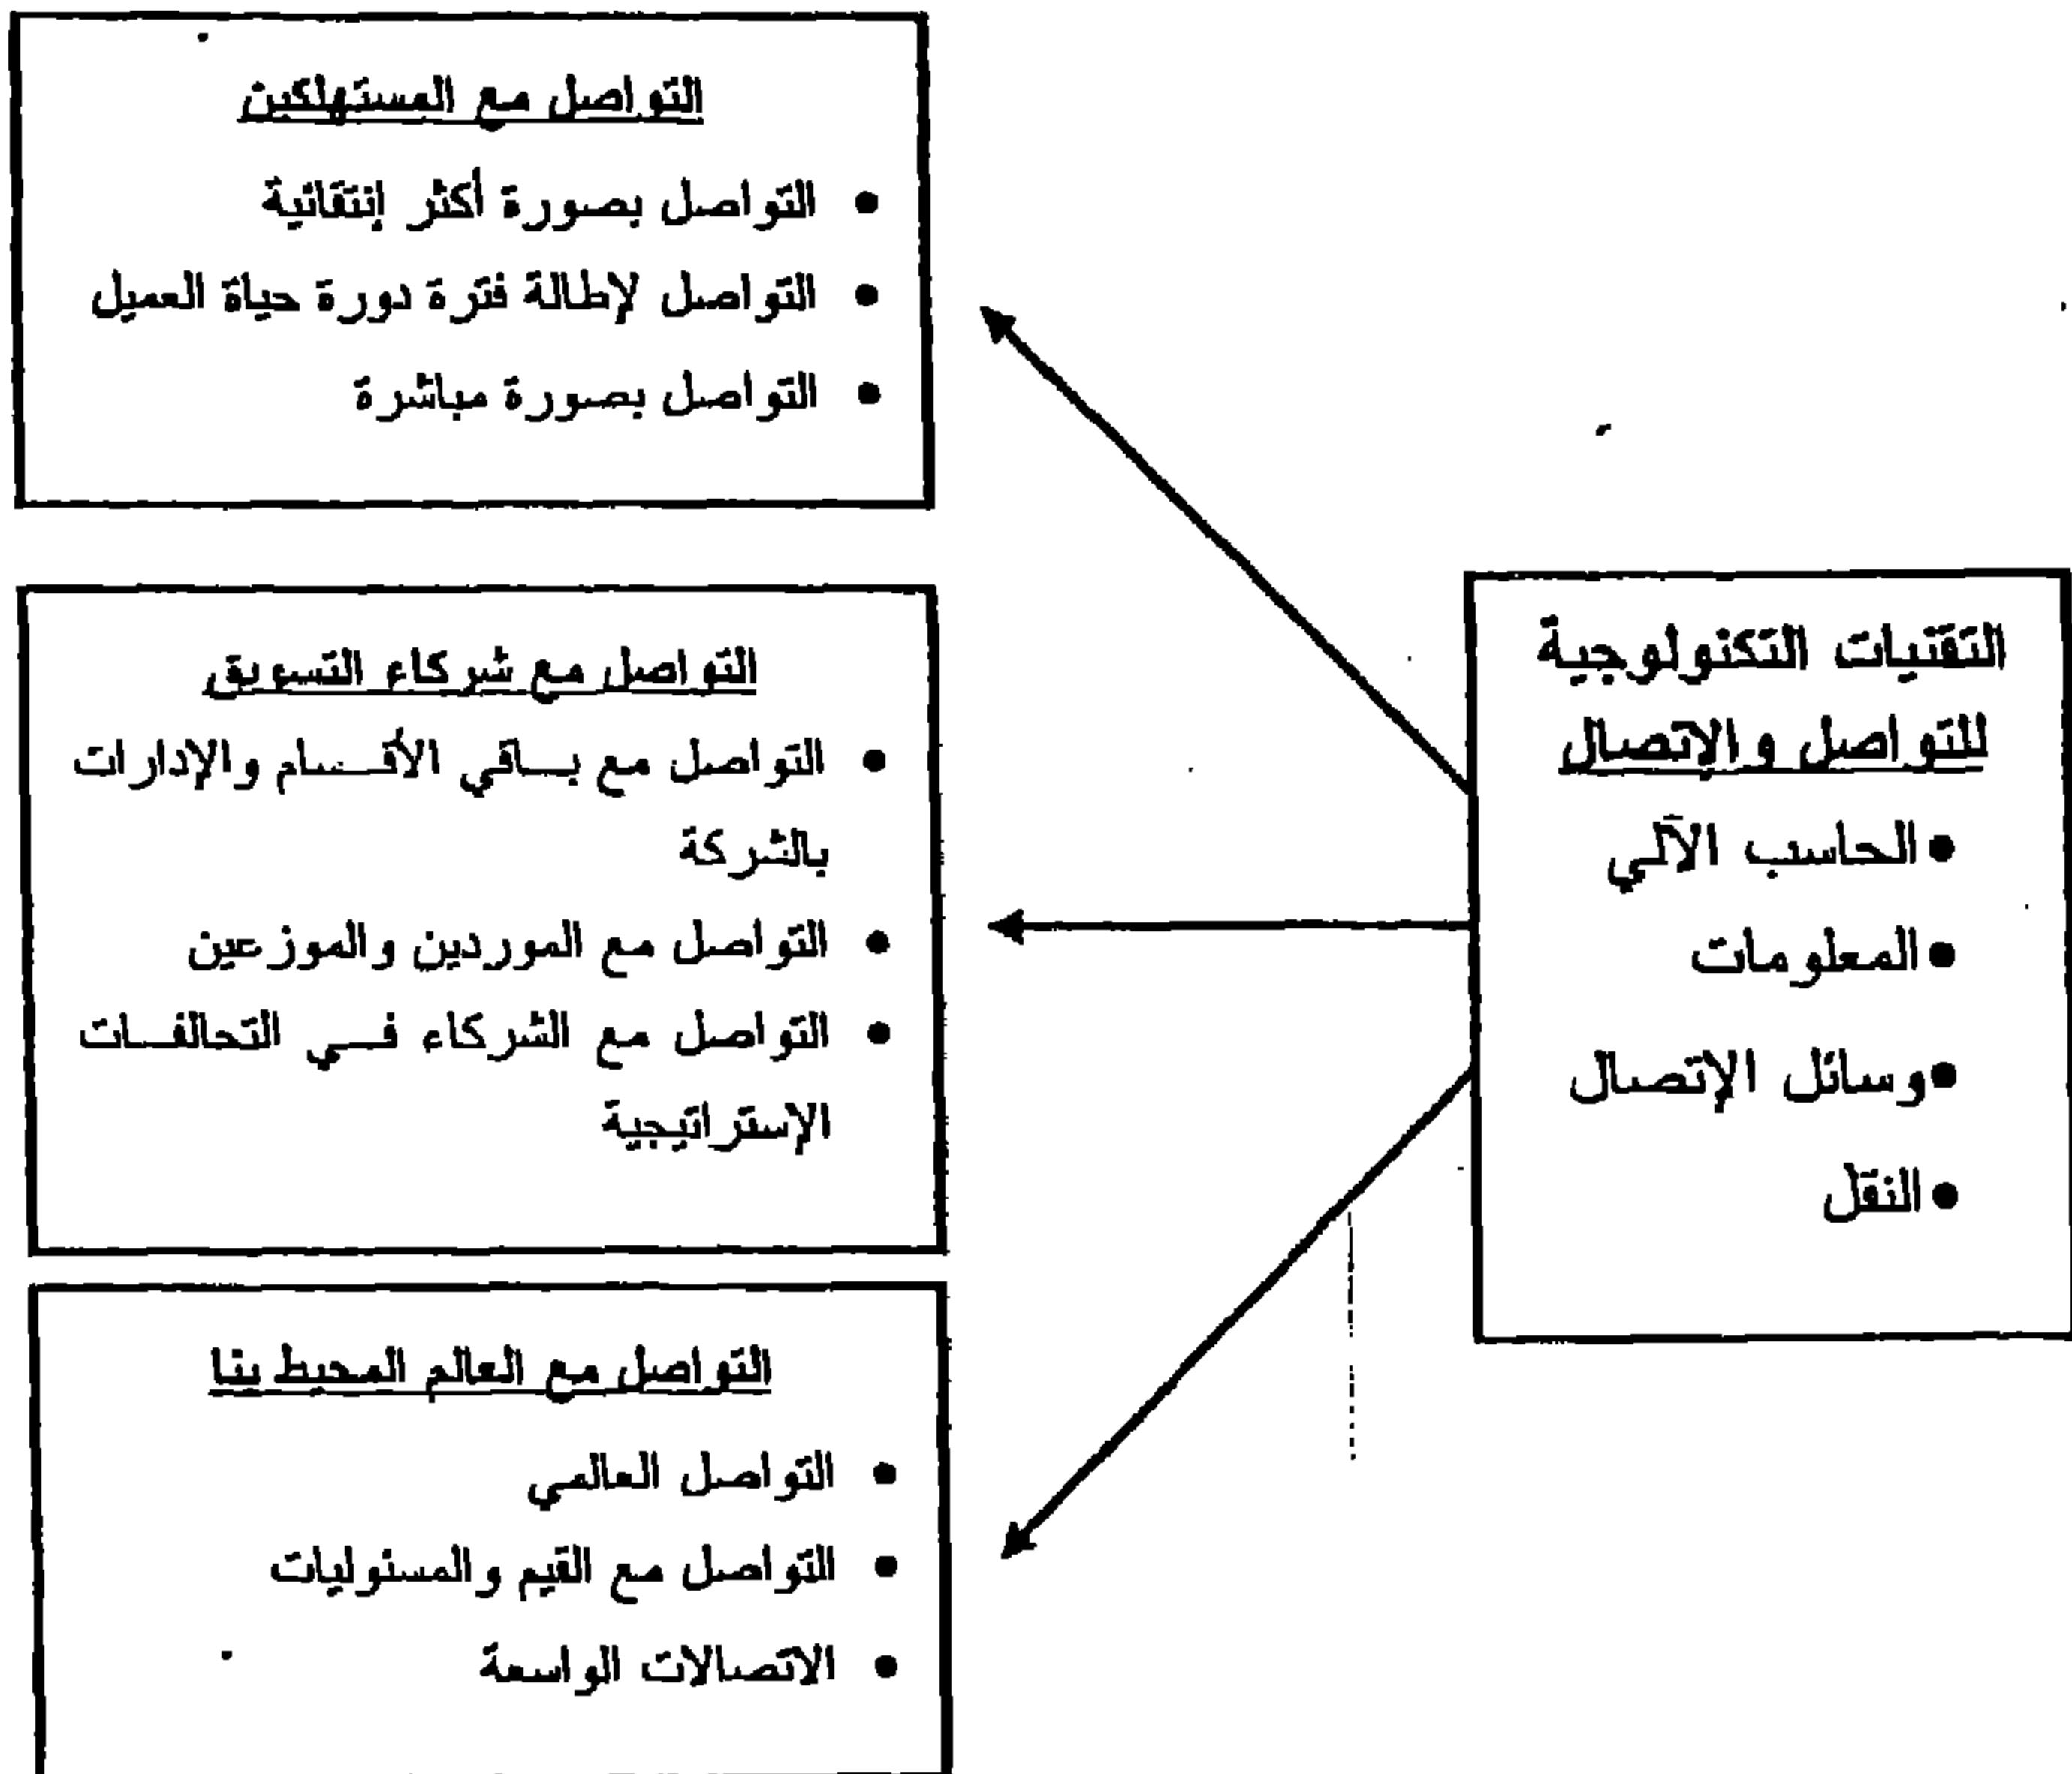 التقنيات التكنولوجية
للتواصل والإتصال
• الحاسب الآلي
• المعلومات
• وسائل الإتصال
• النقل
التواصل مع المستهلكين
• التواصل بصورة أكثر إنتقائية
• التواصل لإطالة فترة دورة حياة العميل
• التواصل بصورة مباشرة
التواصل مع شركاء التسويق
• التواصل مع باقي الأقسام والإدارات
بالشركة
• التواصل مع الموردين والموزعين
• التواصل مع الشركاء في التحالفات
الإستراتيجية
التواصل مع العالم المحيط بنا
• التواصل العالمي
• التواصل مع القيم والمسئوليات
• الاتصالات الواسعة